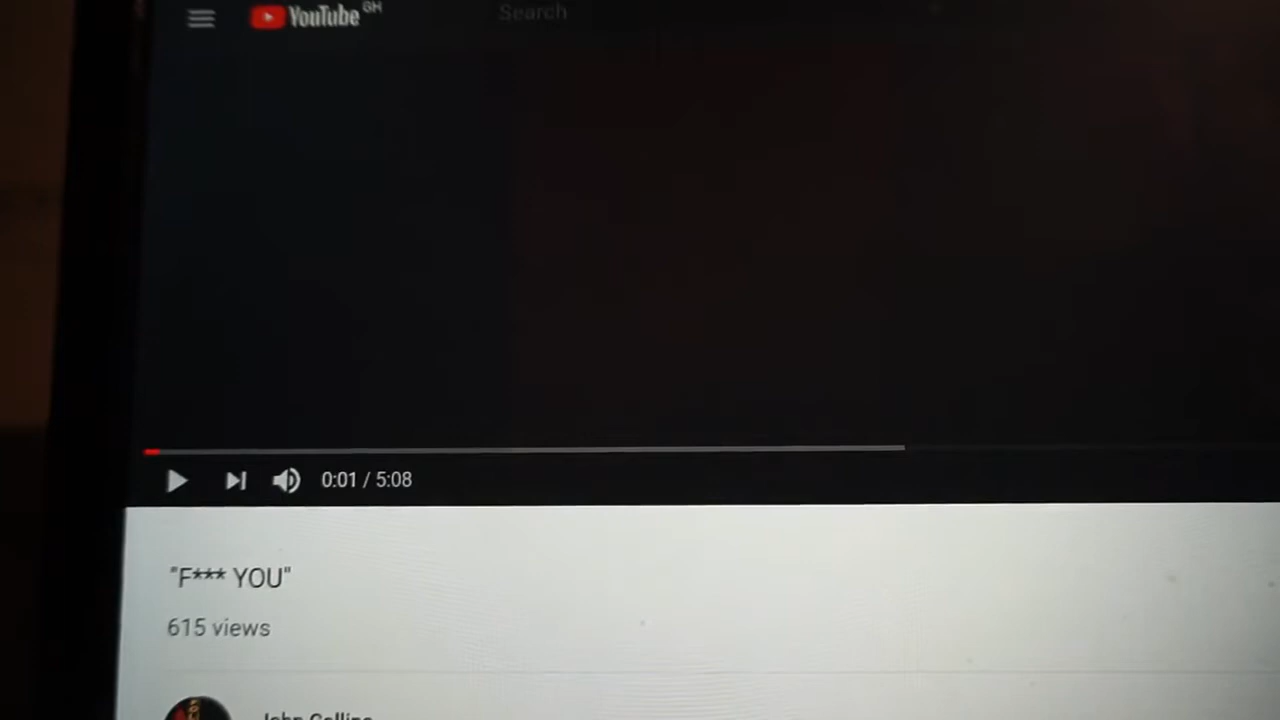 YouTube GH
Search
0:01 / 5:08
"F*** YOU"
615 views
John Collins